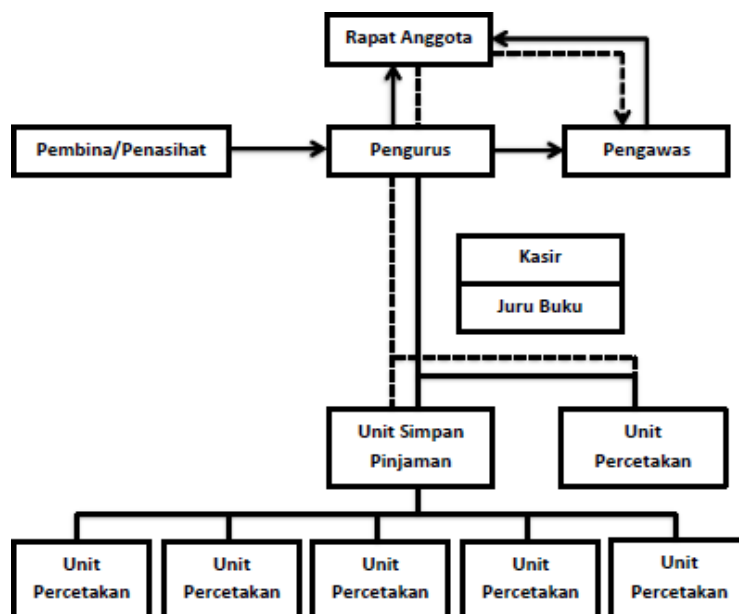 Rapat Anggota
Pembina/Penasihat
Pengurus
Pengawas
Kasir
Juru Buku
Unit Simpan
Pinjaman
Unit
Percetakan
Unit
Percetakan
Unit
Percetakan
Unit
Percetakan
Unit
Percetakan
Unit
Percetakan